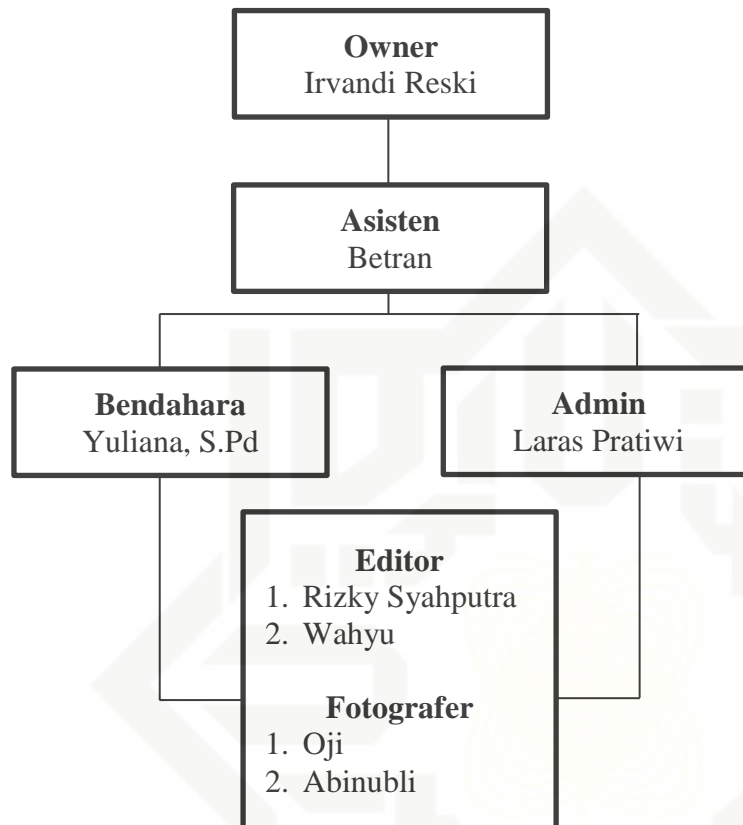 Owner
Irvandi Reski
Asisten
Betran
Bendahara
Yuliana, S.Pd
Admin
Laras Pratiwi
Editor
1. Rizky Syahputra
2. Wahyu
Fotografer
1. Oji
2. Abinubli